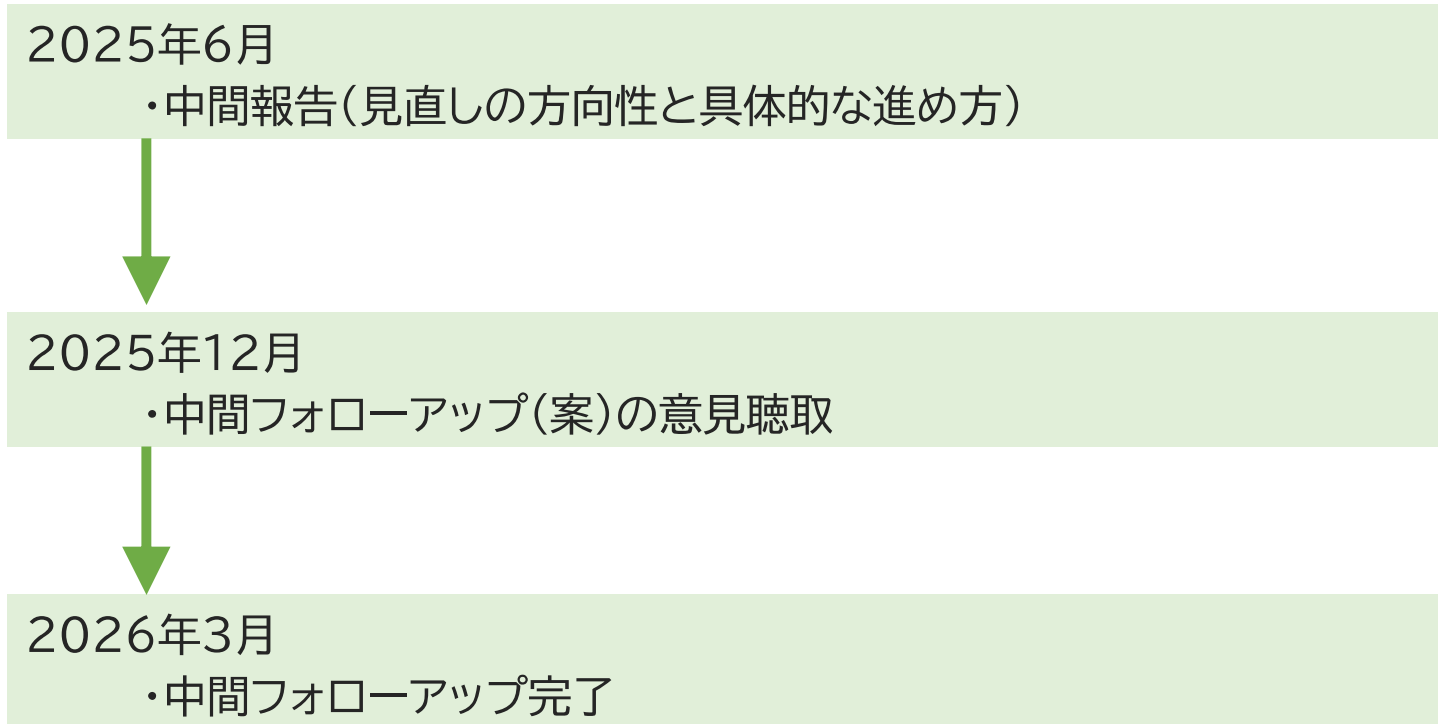 2025年6月
・中間報告（見直しの方向性と具体的な進め方）
2025年12月
・中間フォローアップ（案）の意見聴取
2026年3月
・中間フォローアップ完了